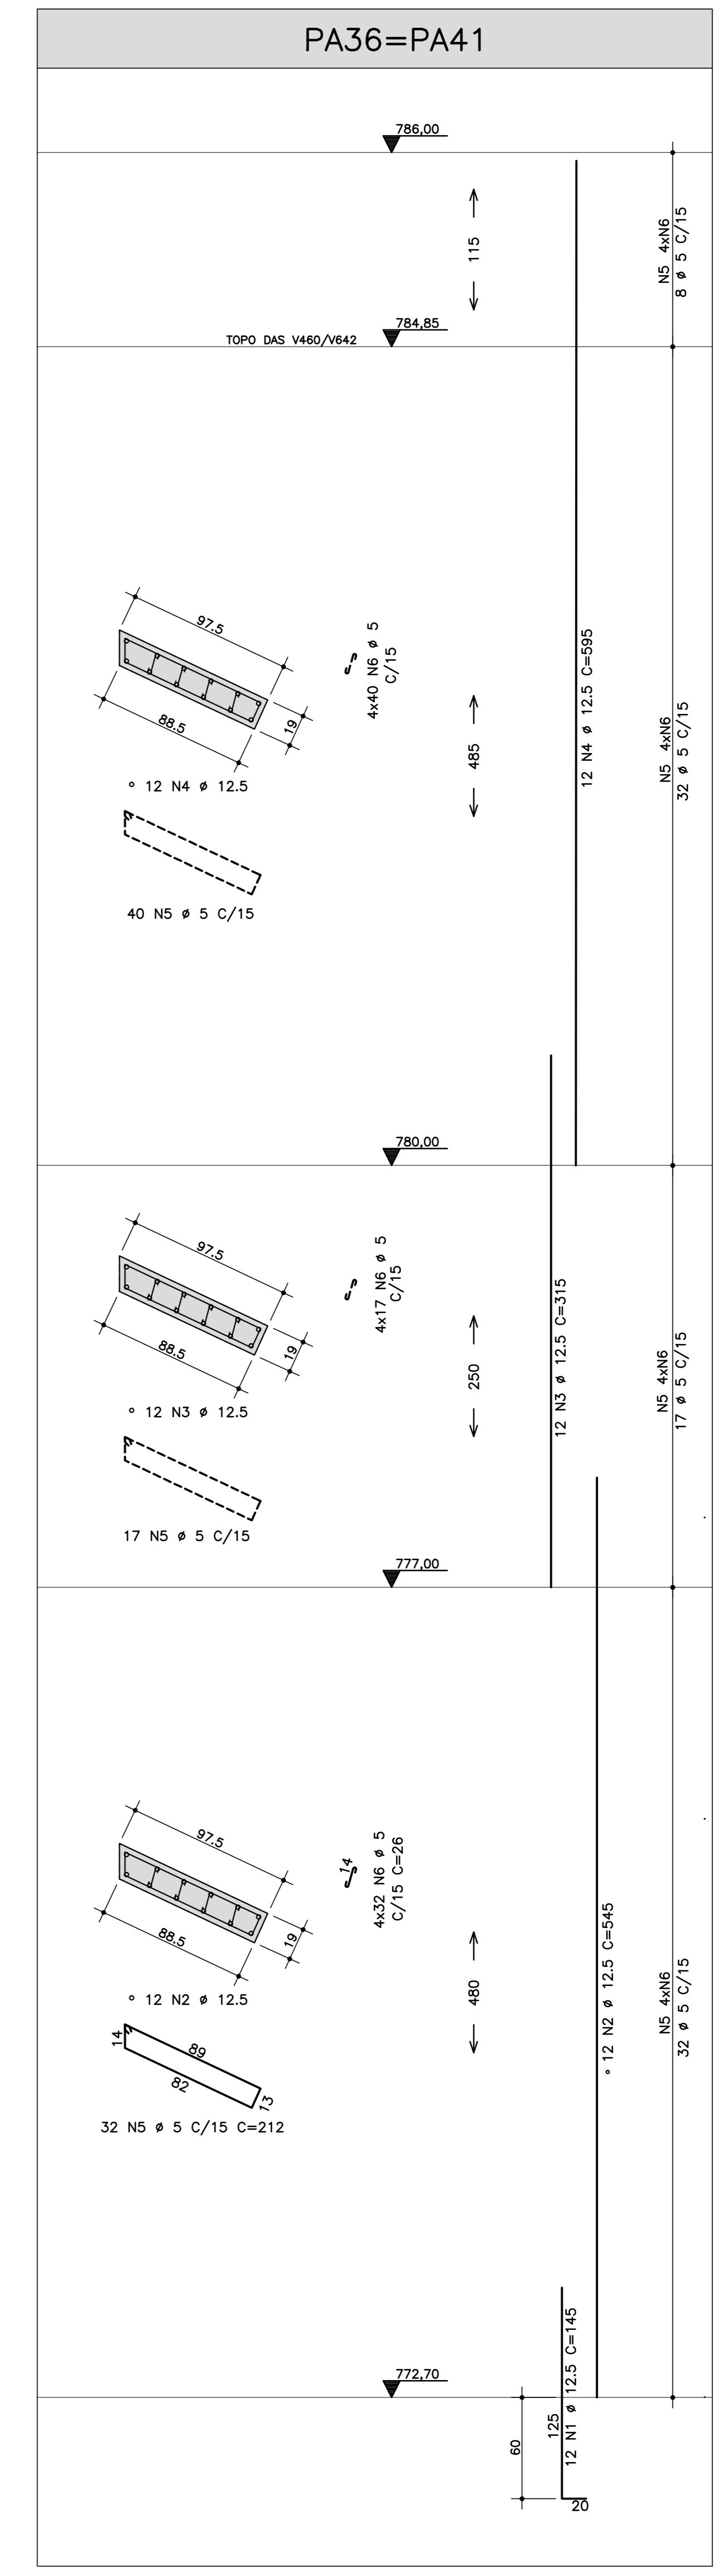 PA36=PA41
786,00
115
N5 4xN6
8 ø 5 C/15
784,85
TOPO DAS V460/V642
97.5
88.5
19
12 N4 ø 12.5
40 N5 ø 5 C/15
4x40 N6 ø 5
C/15
485
12 N4 ø 12.5 C=595
N5 4xN6
32 ø 5 C/15
780,00
97.5
88.5
19
12 N3 ø 12.5
17 N5 ø 5 C/15
4x17 N6 ø 5
C/15
250
12 N3 ø 12.5 C=315
N5 4xN6
17 ø 5 C/15
777,00
97.5
88.5
19
12 N2 ø 12.5
14
89
82
13
32 N5 ø 5 C/15 C=212
14
4x32 N6 ø 5
C/15 C=26
480
12 N2 ø 12.5 C=545
N5 4xN6
32 ø 5 C/15
772,70
60
125
12 N1 ø 12.5 C=145
20